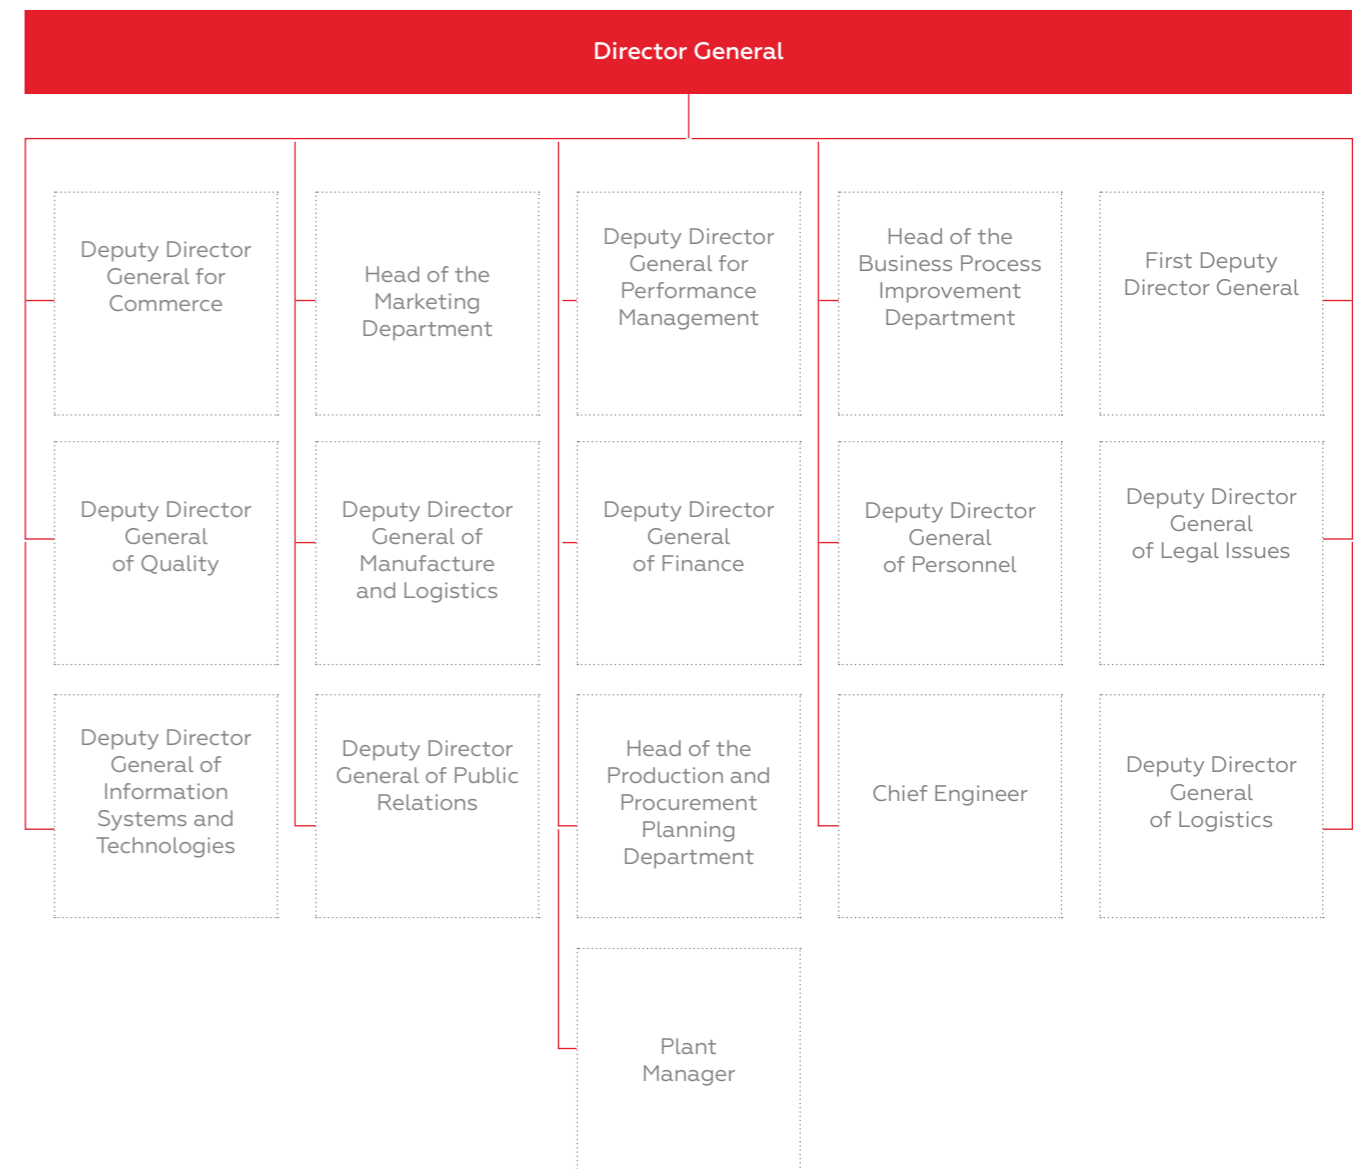 Director General
Deputy Director
General for
Commerce
Head of the
Marketing
Department
Deputy Director
General for
Performance
Management
Head of the
Business Process
Improvement
Department
First Deputy
Director General
Deputy Director
General
of Quality
Deputy Director
General of
Manufacture
and Logistics
Deputy Director
General
of Finance
Deputy Director
General
of Personnel
Deputy Director
General
of Legal Issues
Deputy Director
General of
Information
Systems and
Technologies
Deputy Director
General of Public
Relations
Head of the
Production and
Procurement
Planning
Department
Chief Engineer
Deputy Director
General
of Logistics
Plant
Manager